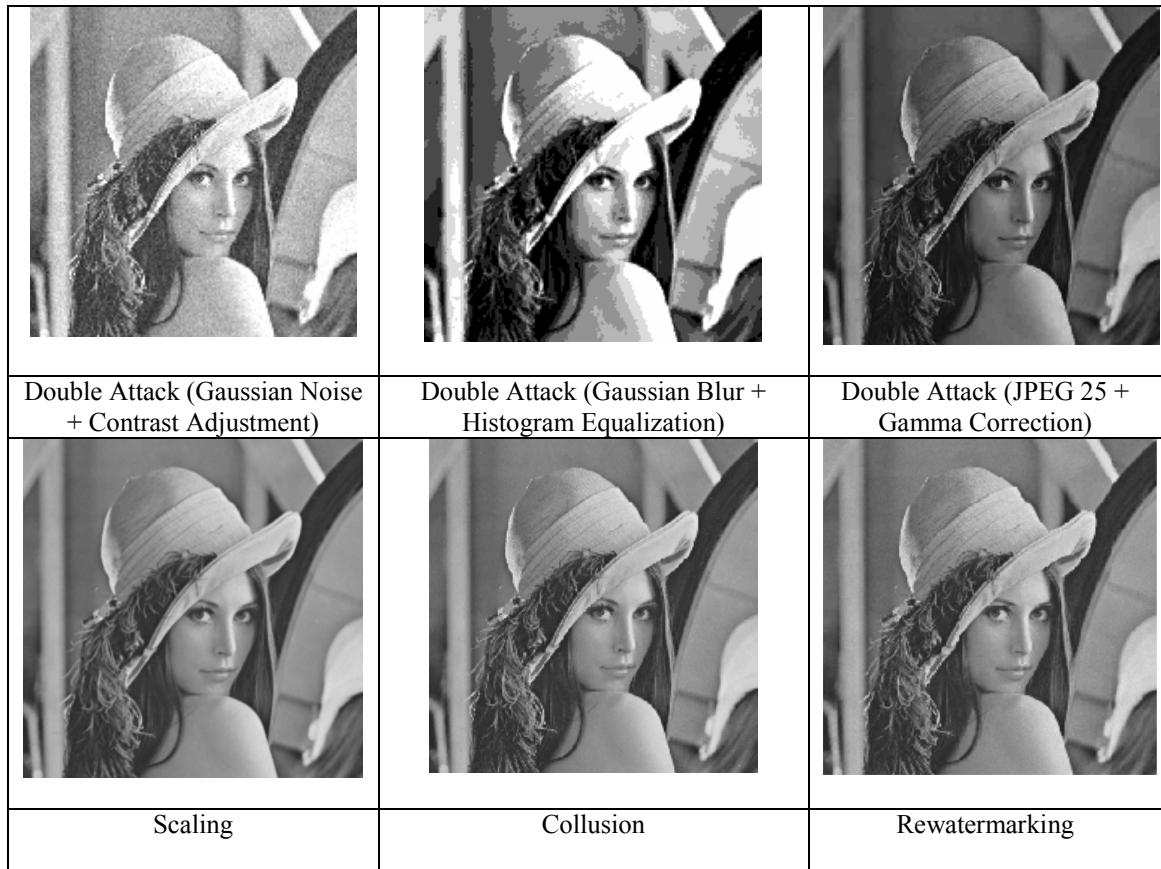 Double Attack (Gaussian Noise
+ Contrast Adjustment)
Double Attack (Gaussian Blur +
Histogram Equalization)
Double Attack (JPEG 25 +
Gamma Correction)
Scaling
Collusion
Rewatermarking